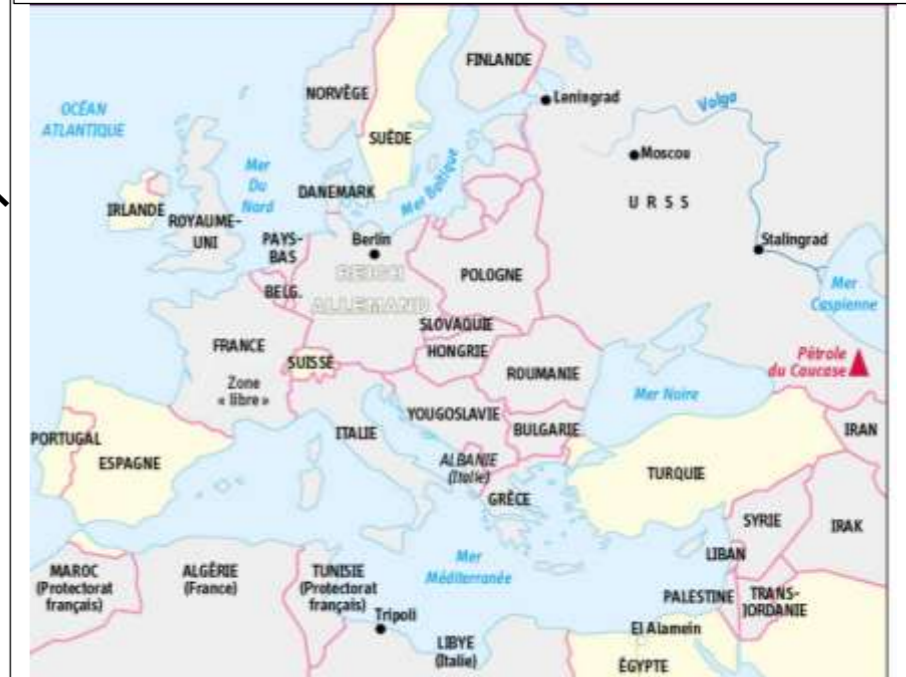 FINLANDE
NORVÈGE
Leningrad
Volga
OCÉAN
ATLANTIQUE
SUÈDE
Mer
Du
Nord
Moscou
DANEMARK
Mer Baltique
URSS
IRLANDE
ROYAUME-
UNI
PAYS-
BAS
Berlin
Stalingrad
REICH
ALLEMAND
POLOGNE
BELG.
Mer
Caspienne
SLOVAQUIE
FRANCE
SUISSE
HONGRIE
Pétrole
du Caucase
ROUMANIE
Zone
« libre »
Mer Noire
YOUGOSLAVIE
PORTUGAL
ITALIE
BULGARIE
IRAN
ESPAGNE
ALBANIE
(Italie)
TURQUIE
GRÈCE
SYRIE
IRAK
LIBAN
Mer
Méditerranée
MAROC
(Protectorat
français)
ALGÉRIE
(France)
TUNISIE
(Protectorat
français)
PALESTINE
TRANS-
JORDANIE
Tripoli
El Alamein
LIBYE
(Italie)
ÉGYPTE